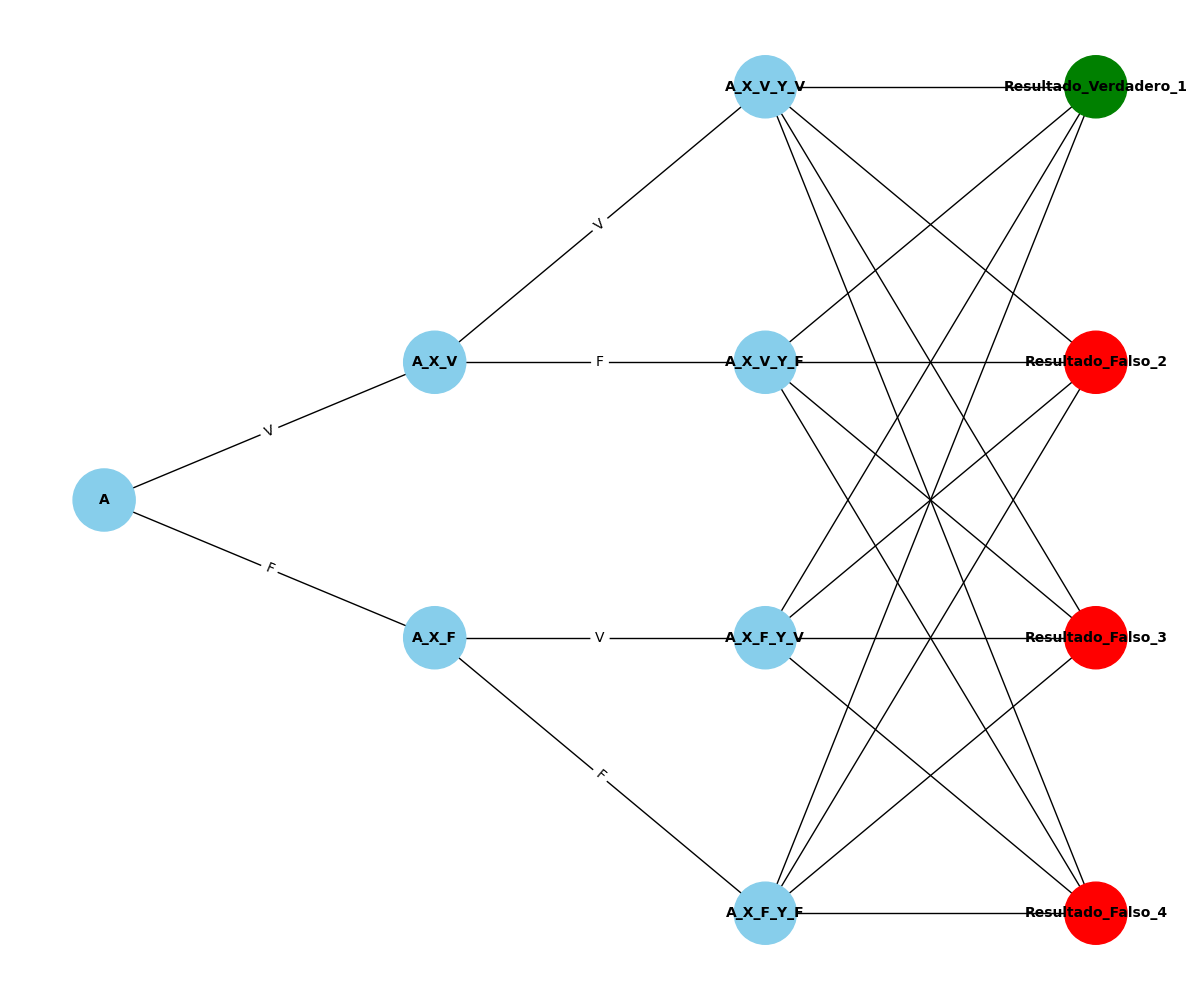 A_X_V_Y_V
Resultado_Verdadero_1
V
A_X_V
F
A_X_V_Y_F
Resultado_Falso_2
V
A
F
A_X_F
V
A_X_F_Y_V
Resultado_Falso_3
F
A_X_F_Y_F
Resultado_Falso_4